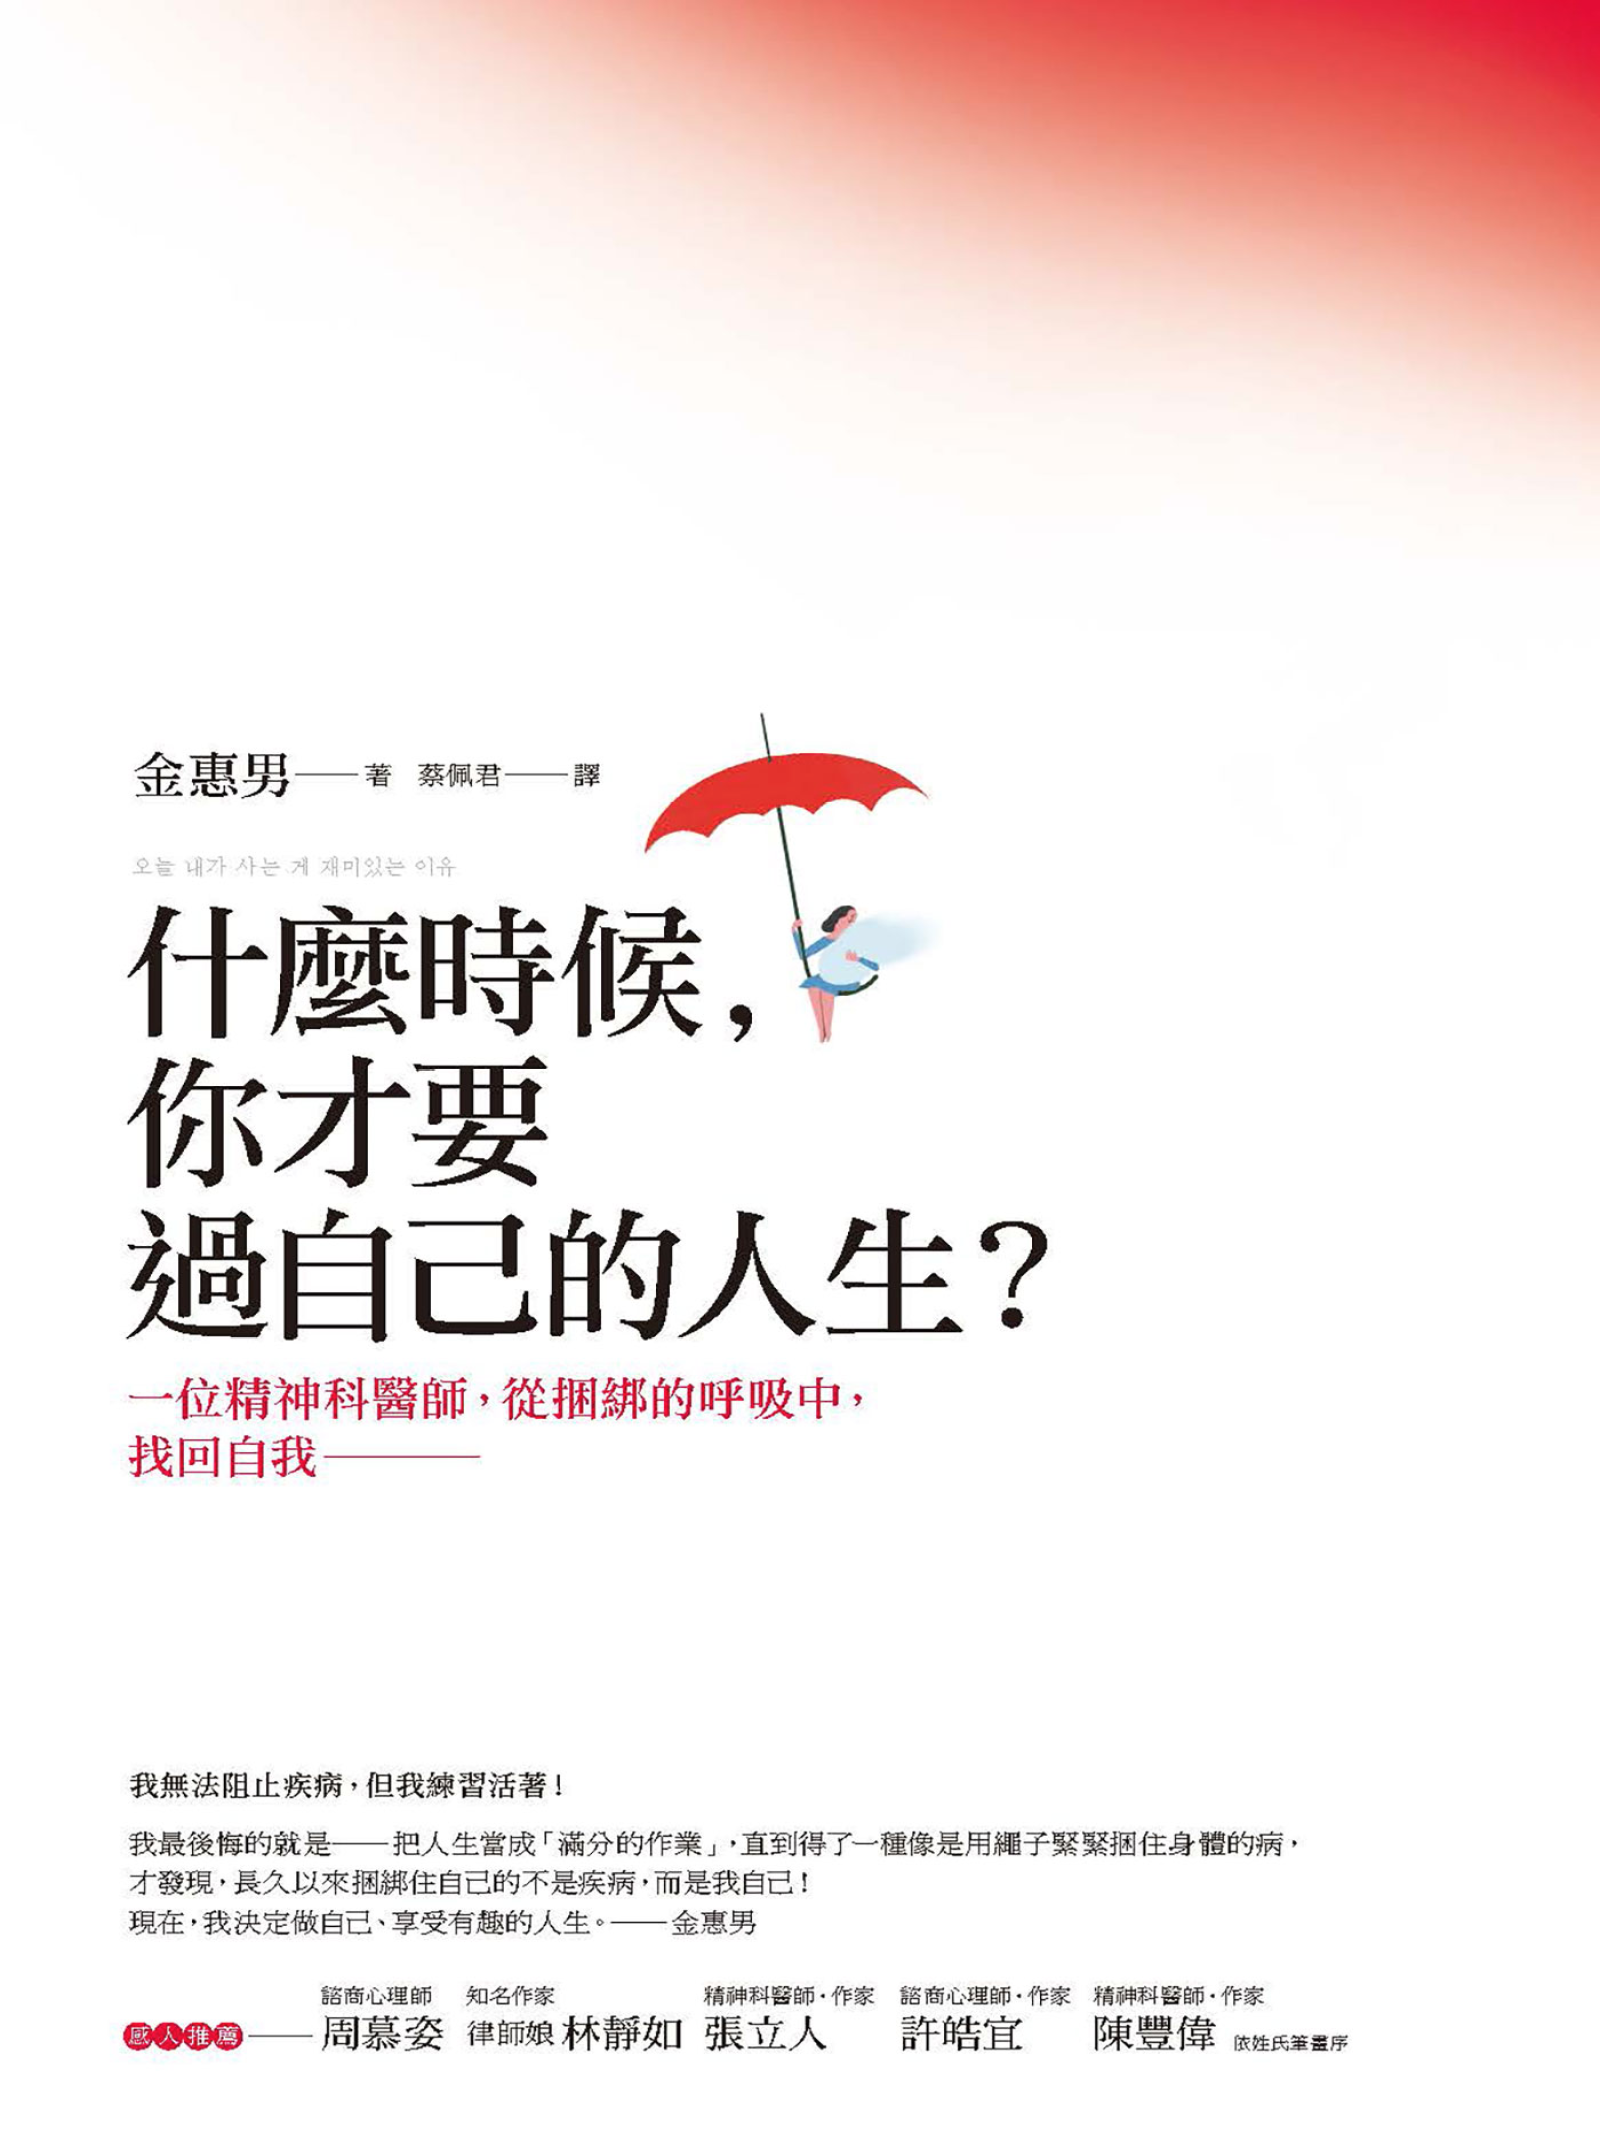 金惠男——著 蔡佩君——譯
오늘 내가 사는 게 재미있는 이유
什麼時候，
你才要
過自己的人生？
一位精神科醫師，從捆綁的呼吸中，
找回自我———
我無法阻止疾病，但我練習活著！
我最後悔的就是——把人生當成「滿分的作業」，直到得了一種像是用繩子緊緊捆住身體的病，
才發現，長久以來捆綁住自己的不是疾病，而是我自己！
現在，我決定做自己、享受有趣的人生。——金惠男
諮商心理師 知名作家 精神科醫師・作家 諮商心理師・作家 精神科醫師・作家
感人推薦——周慕姿 律師娘 林靜如 張立人 許皓宜 陳豐偉 依姓氏筆畫序